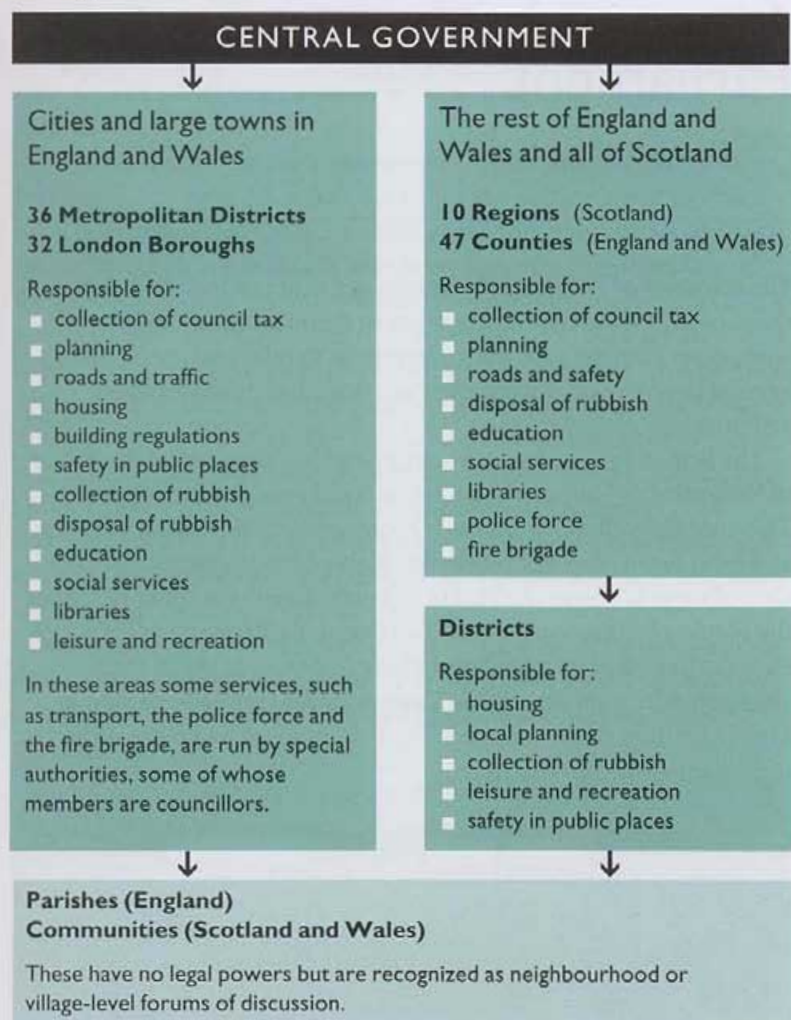 CENTRAL GOVERNMENT
Cities and large towns in
England and Wales
36 Metropolitan Districts
32 London Boroughs
Responsible for:
collection of council tax
planning
roads and traffic
housing
building regulations
safety in public places
collection of rubbish
disposal of rubbish
education
social services
libraries
leisure and recreation
In these areas some services, such
as transport, the police force and
the fire brigade, are run by special
authorities, some of whose
members are councillors.
The rest of England and
Wales and all of Scotland
10 Regions (Scotland)
47 Counties (England and Wales)
Responsible for:
collection of council tax
planning
roads and safety
disposal of rubbish
education
social services
libraries
police force
fire brigade
Districts
Responsible for:
housing
local planning
collection of rubbish
leisure and recreation
safety in public places
Parishes (England)
Communities (Scotland and Wales)
These have no legal powers but are recognized as neighbourhood or
village-level forums of discussion.